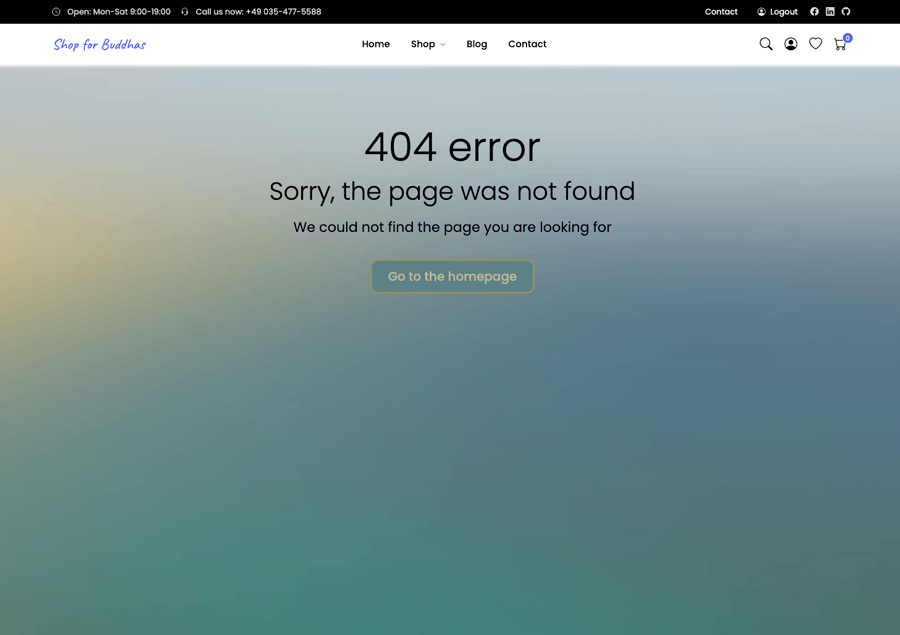 Open: Mon-Sat 9:00-19:00 Call us now: +49 035-477-5588 Contact Logout
Shop for Buddhas Home Shop Blog Contact 0
404 error
Sorry, the page was not found
We could not find the page you are looking for
Go to the homepage